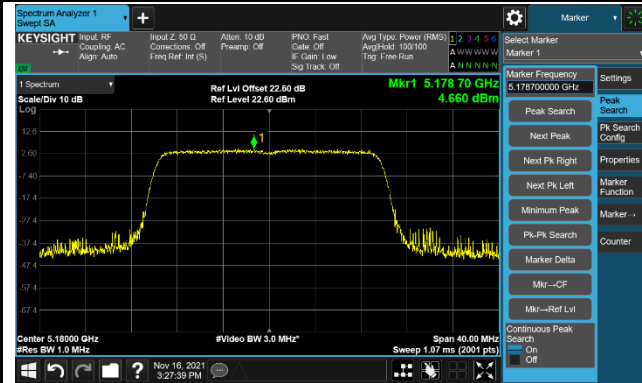 Spectrum Analyzer 1
Swept SA
Marker
KEYSIGHT
Input: RF
Coupling: AC
Align: Auto
Input Z: 50 Ω
Corrections: Off
Freq Ref: Int (S)
Atten: 10 dB
Preamp: Off
PNO: Fast
Gate: Off
IF Gain: Low
Sig Track: Off
Avg Type: Power (RMS)
Avg|Hold: 100/100
Trig: Free Run
1 2 3 4 5 6
A W W W W W
A N N N N N
Select Marker
Marker 1
1 Spectrum
Scale/Div 10 dB
Log
Ref Lvl Offset 22.60 dB
Ref Level 22.60 dBm
Mkr1 5.178 70 GHz
4.660 dBm
12.6
2.60
-7.40
-17.4
-27.4
-37.4
-47.4
-57.4
-67.4
1
Center 5.18000 GHz
#Res BW 1.0 MHz
#Video BW 3.0 MHz*
Span 40.00 MHz
Sweep 1.07 ms (2001 pts)
Marker Frequency
5.178700000 GHz
Peak Search
Next Peak
Next Pk Right
Next Pk Left
Minimum Peak
Pk-Pk Search
Marker Delta
Mkr→CF
Mkr→Ref Lvl
Continuous Peak
Search
On
Off
Settings
Peak
Search
Pk Search
Config
Properties
Marker
Function
Marker→
Counter
?
Nov 16, 2021
3:27:39 PM